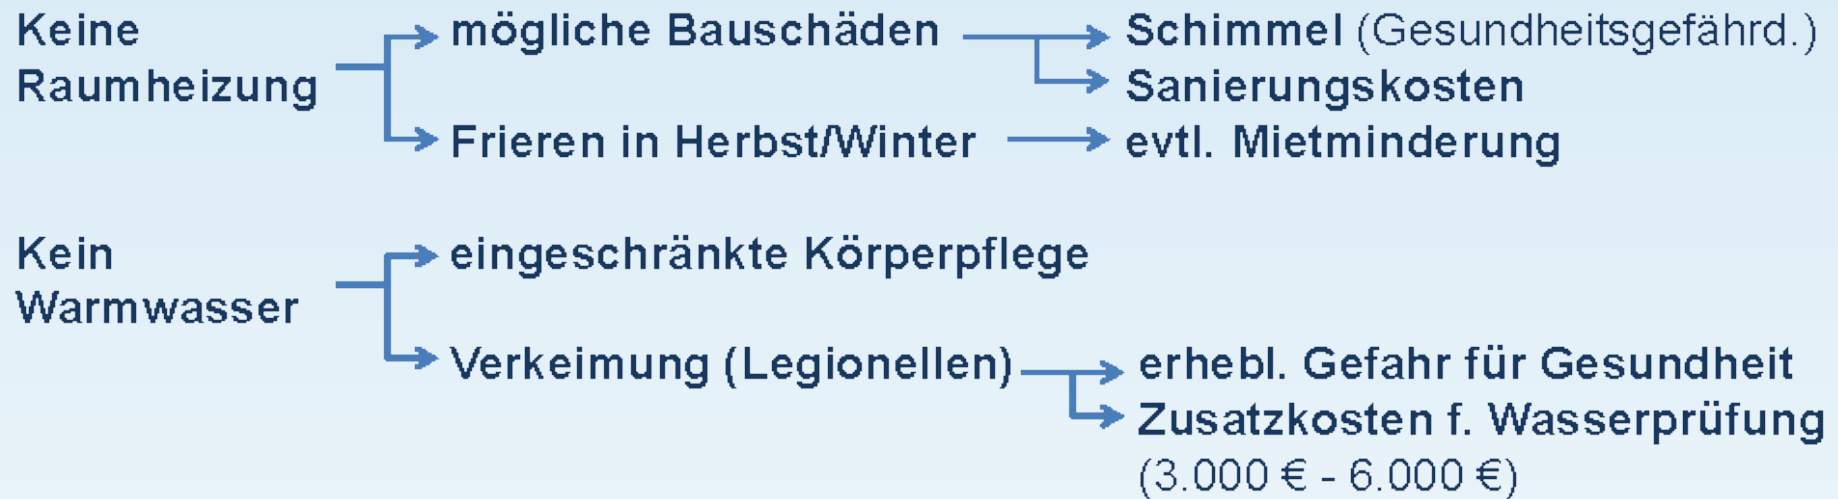 Keine
Raumheizung
mögliche Bauschäden
Schimmel (Gesundheitsgefährd.)
Sanierungskosten
Frieren in Herbst/Winter
evtl. Mietminderung
Kein
Warmwasser
eingeschränkte Körperpflege
Verkeimung (Legionellen)
erhebl. Gefahr für Gesundheit
Zusatzkosten f. Wasserprüfung
(3.000 € - 6.000 €)